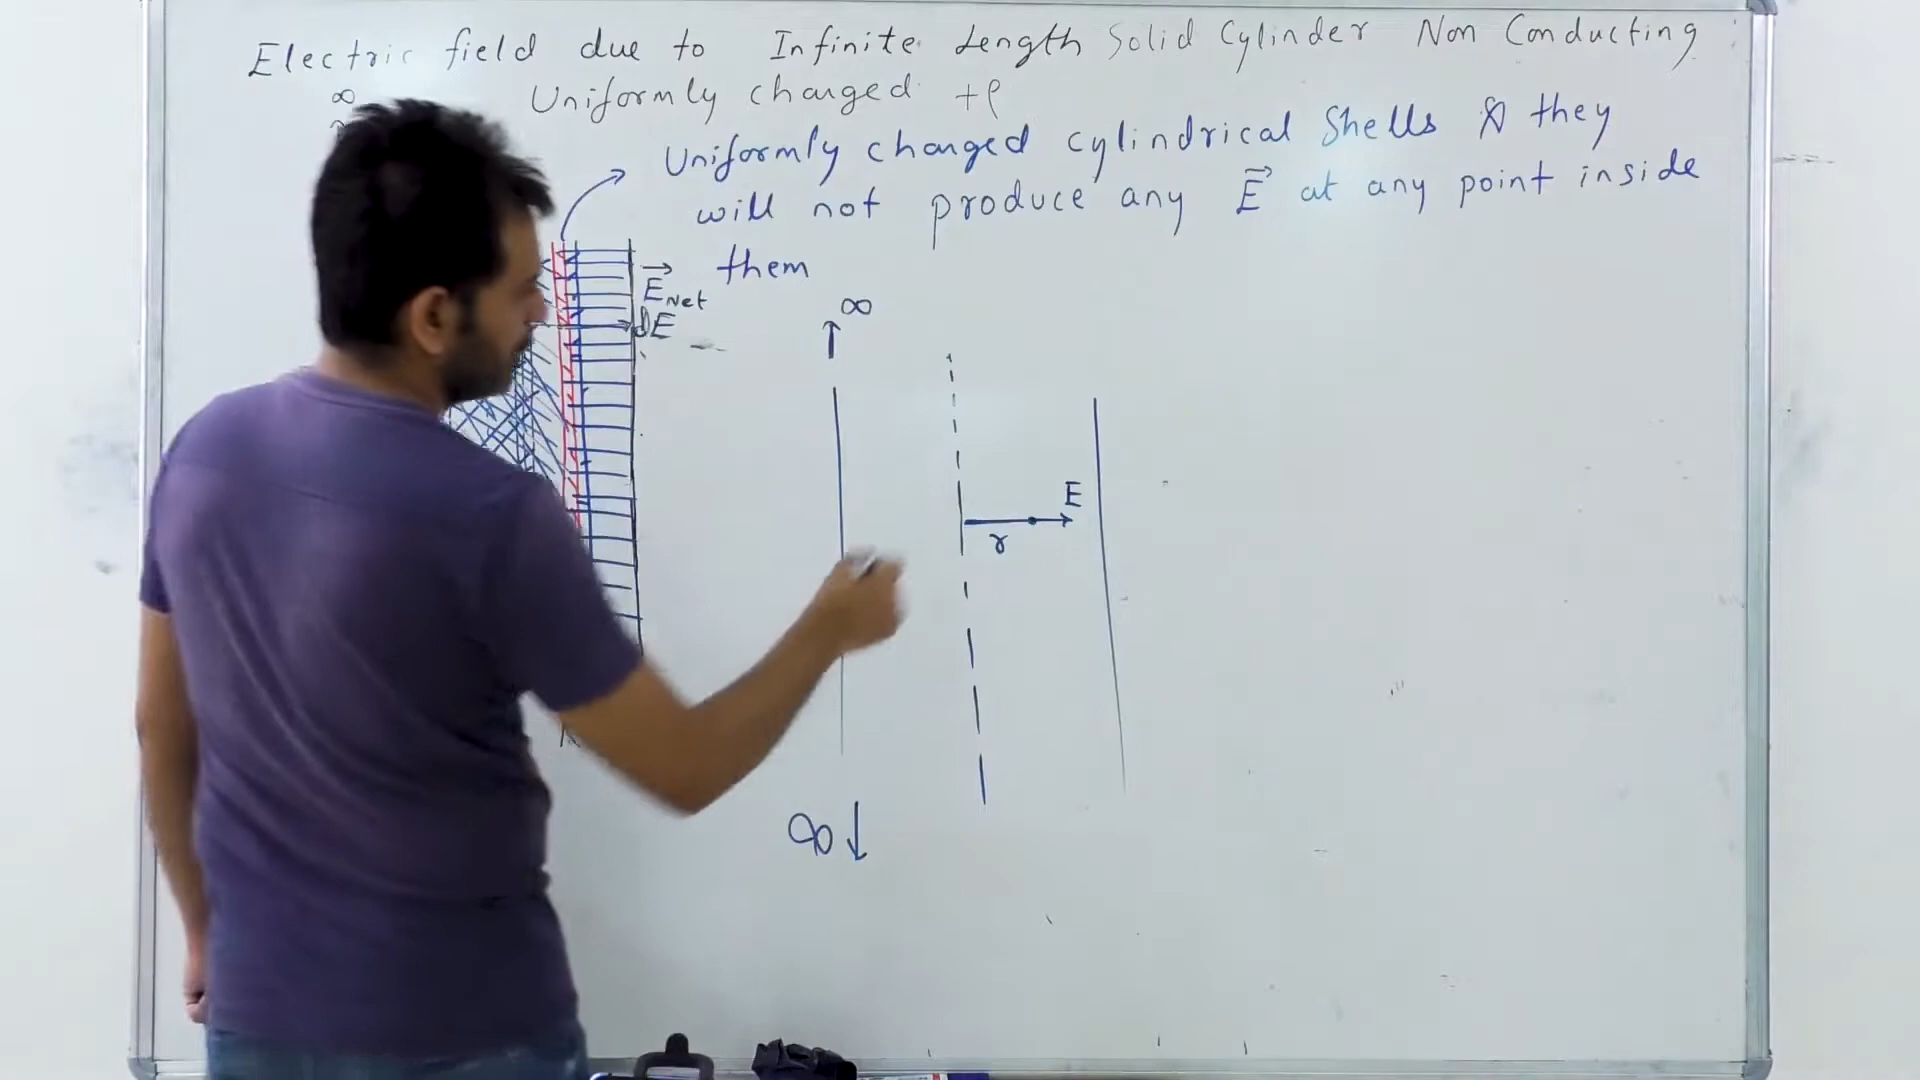 Electric field due to Infinite Length Solid Cylinder Non Conducting
Uniformly charged +ρ
∞
Uniformly charged cylindrical Shells & they
will not produce any E⃗ at any point inside
them
E⃗Net
dE
∞
E
r
∞